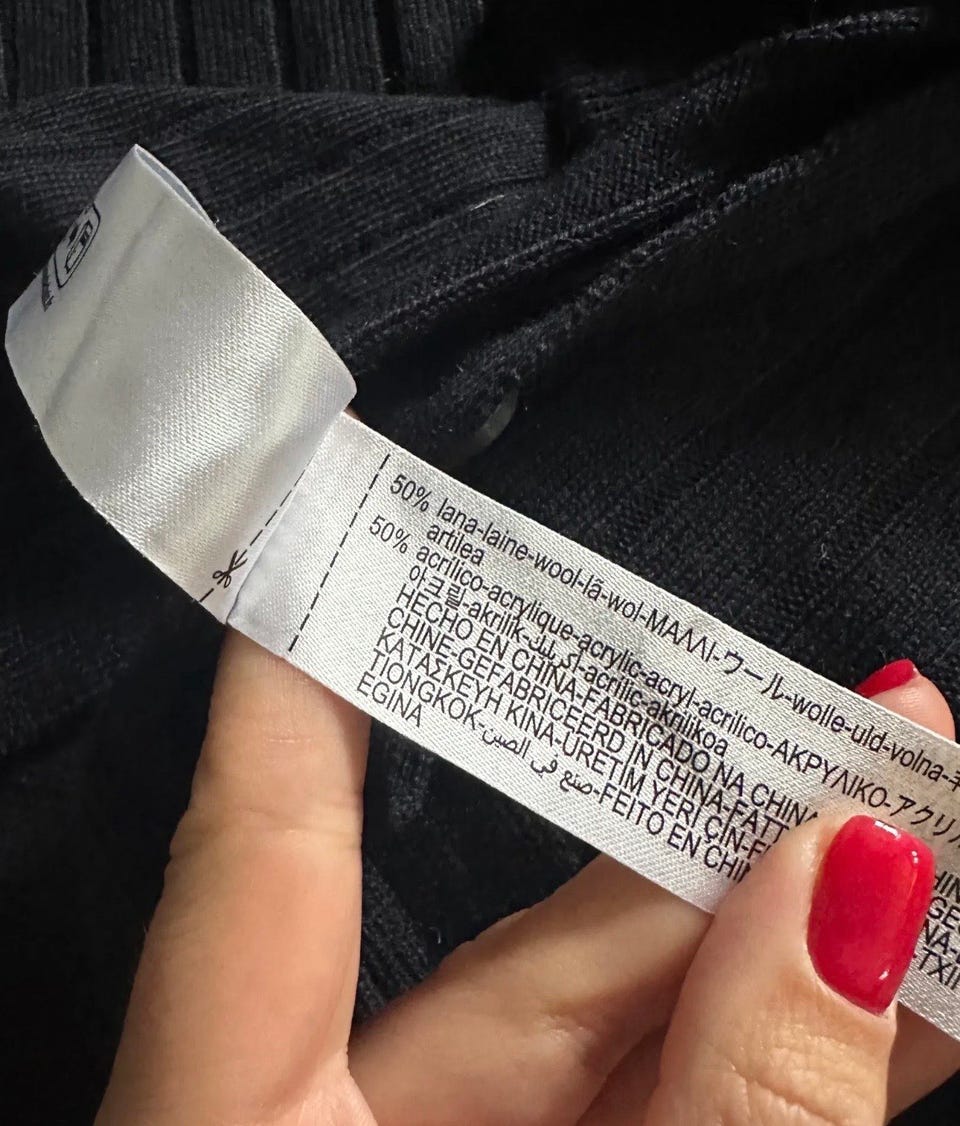 50% lana-laine-wool-lã-wol-ΜΑΛΛΙ-ウール-wolle-uld-volna-
artilea
50% acrílico-acrylique-acrylic-acryl-acrilico-ΑΚΡΥΛΙΚΟ-アクリ
아크릴-akrilik-أكريليك-acrilic-akrilikoa
HECHO EN CHINA-FABRICADO NA CHINA
CHINE-GEFABRICEERD IN CHINA-FATT
ΚΑΤΑΣΚΕΥΗ ΚΙΝΑ-ÜRETIM YERI ÇIN-F
TIONGKOK-صنع في الصين-FEITO EN CHIN
EGINA